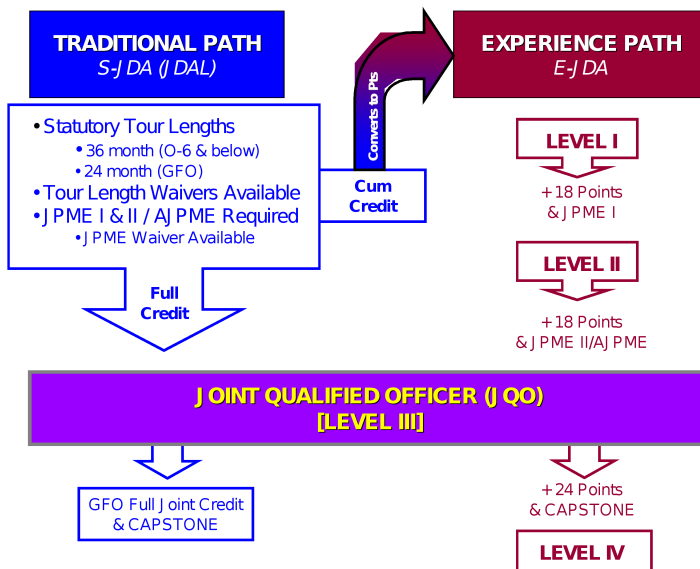 TRADITIONAL PATH
S-JDA (JDAL)
• Statutory Tour Lengths
• 36 month (O-6 & below)
• 24 month (GFO)
• Tour Length Waivers Available
• JPME I & II / AJPME Required
• JPME Waiver Available
Full
Credit
Cum
Credit
Converts to Pts
EXPERIENCE PATH
E-JDA
LEVEL I
+18 Points
& JPME I
LEVEL II
+18 Points
& JPME II/AJPME
JOINT QUALIFIED OFFICER (JQO)
[LEVEL III]
GFO Full Joint Credit
& CAPSTONE
+24 Points
& CAPSTONE
LEVEL IV